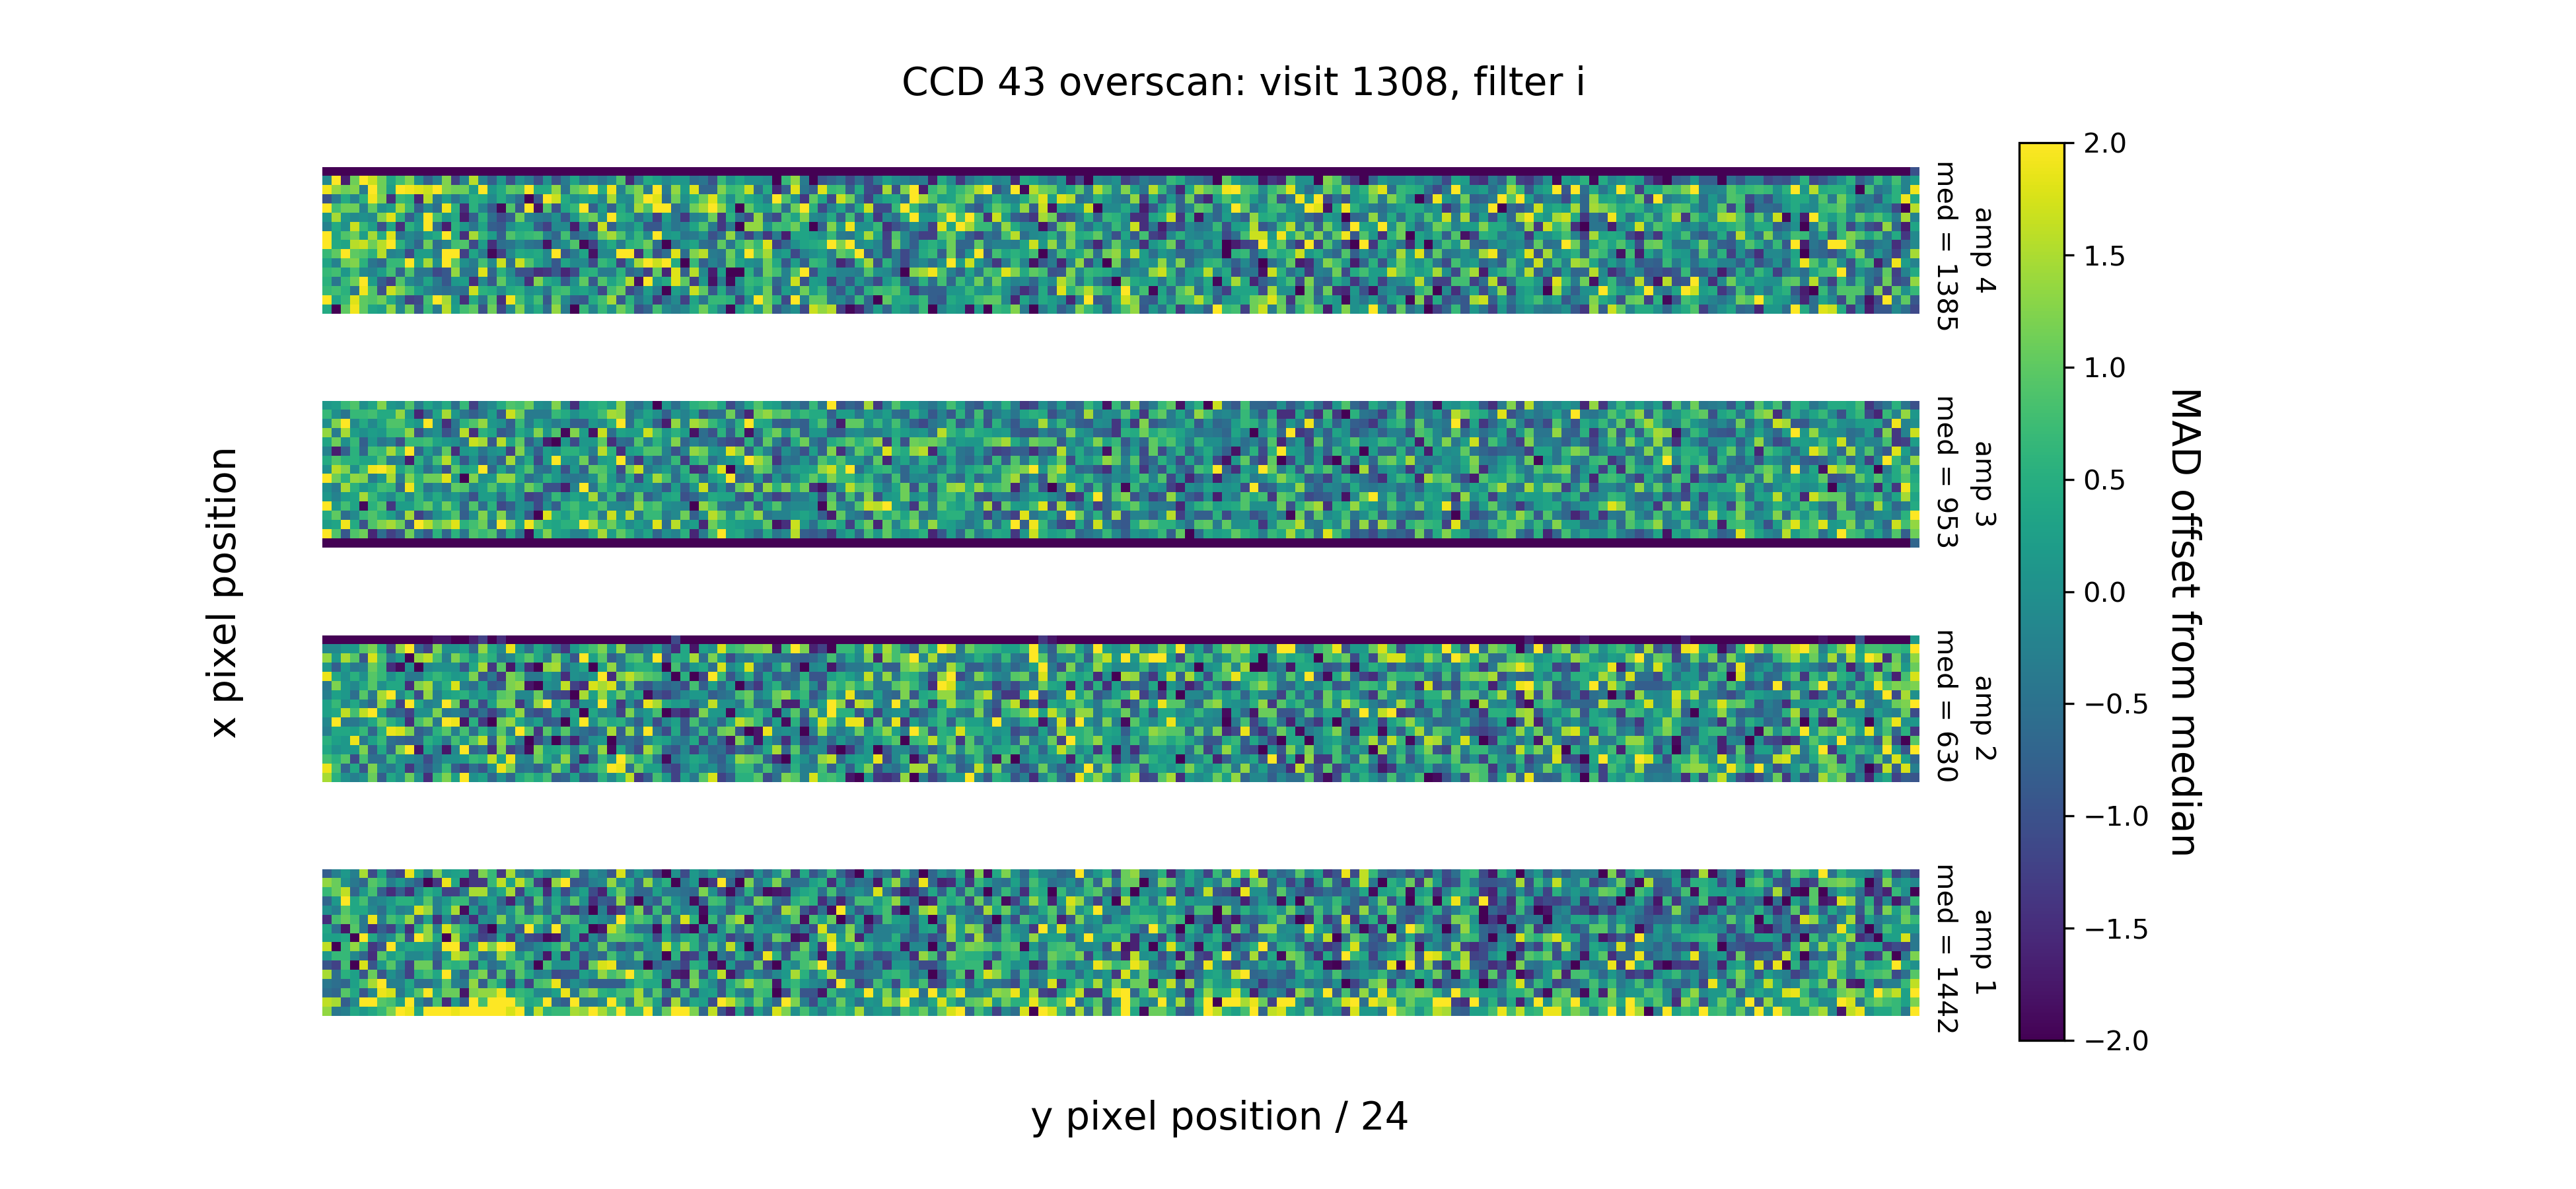 CCD 43 overscan: visit 1308, filter i
x pixel position
amp 4
med = 1385
amp 3
med = 953
amp 2
med = 630
amp 1
med = 1442
y pixel position / 24
2.0
1.5
1.0
0.5
0.0
−0.5
−1.0
−1.5
−2.0
MAD offset from median